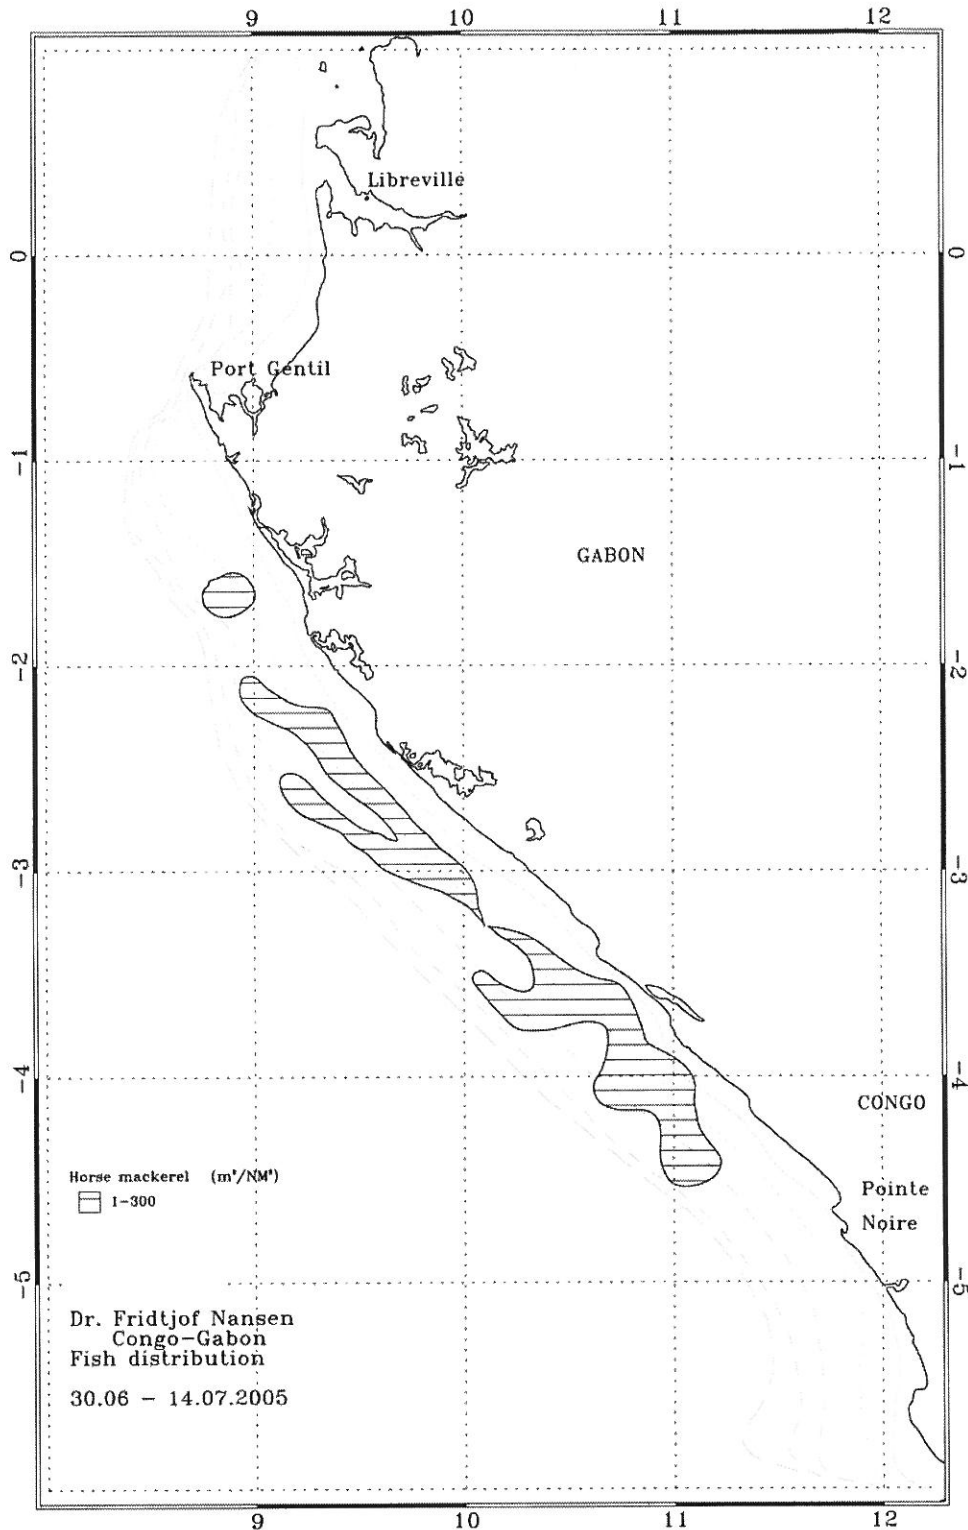 9 10 11 12
Libreville
0 0
Port Gentil
-1 -1
GABON
-2 -2
-3 -3
-4 -4
CONGO
Horse mackerel (m²/NM²)
I-300
Pointe
Noire
-5 -5
Dr. Fridtjof Nansen
Congo-Gabon
Fish distribution
30.06 - 14.07.2005
9 10 11 12